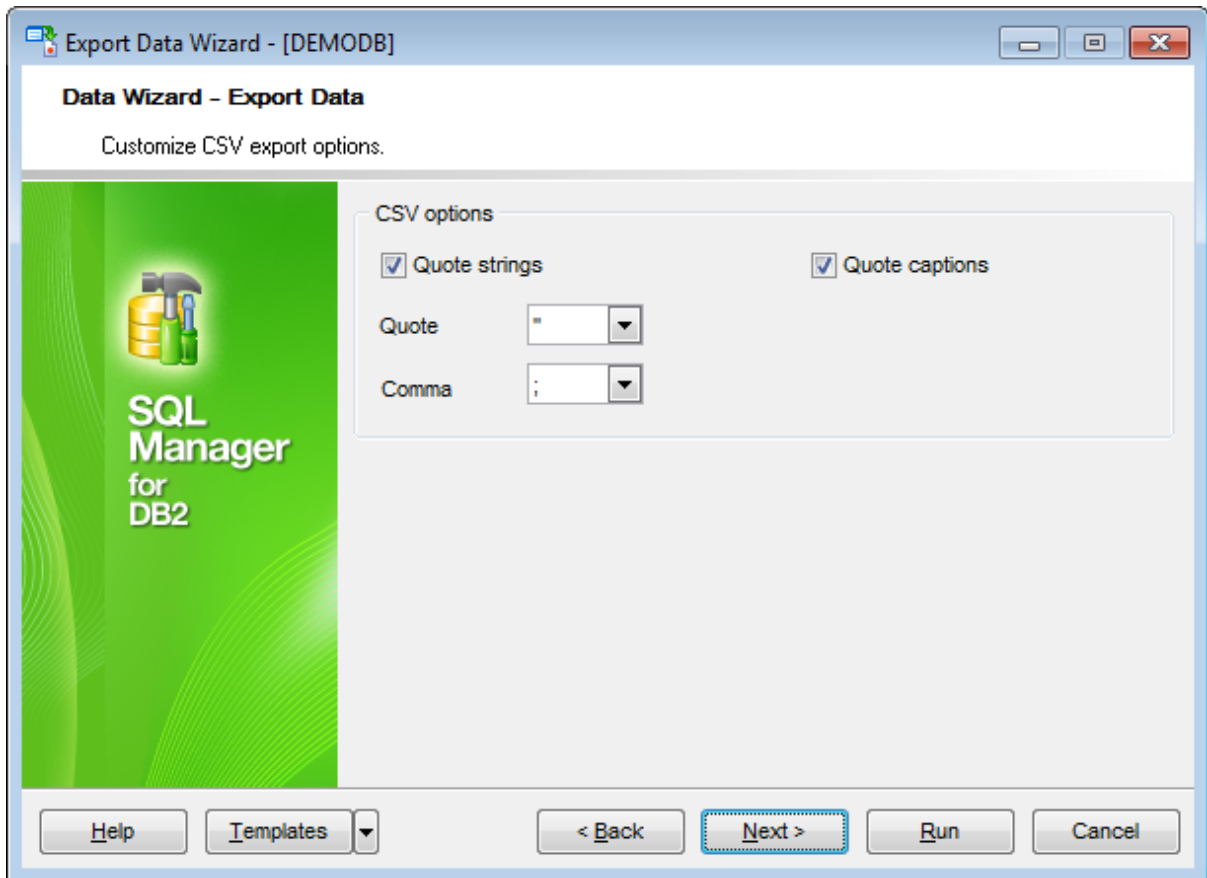 Export Data Wizard - [DEMODB]
Data Wizard - Export Data
Customize CSV export options.
CSV options
Quote strings
Quote captions
Quote "
Comma ;
SQL
Manager
for
DB2
Help
Templates
< Back
Next >
Run
Cancel